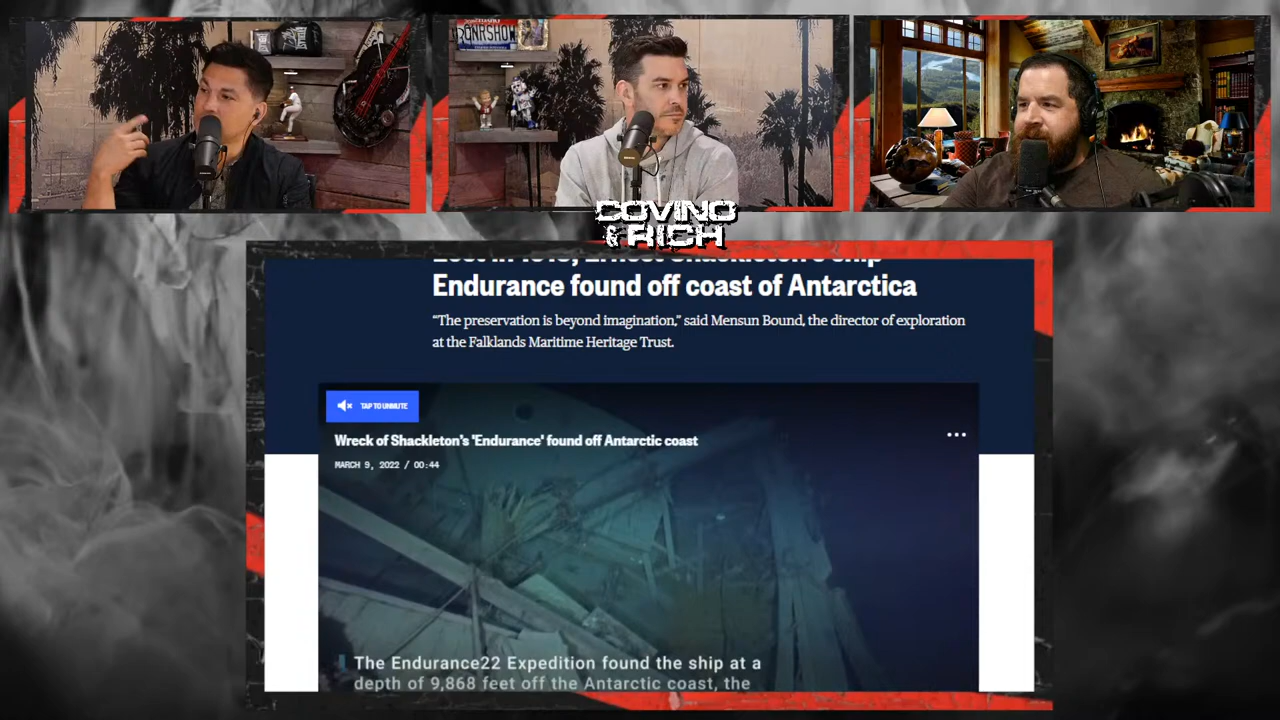 COVINO
& RICH
Endurance found off coast of Antarctica
“The preservation is beyond imagination,” said Mensun Bound, the director of exploration
at the Falklands Maritime Heritage Trust.
TAP TO UNMUTE
Wreck of Shackleton's 'Endurance' found off Antarctic coast
MARCH 9, 2022 / 00:44
The Endurance22 Expedition found the ship at a
depth of 9,868 feet off the Antarctic coast, the